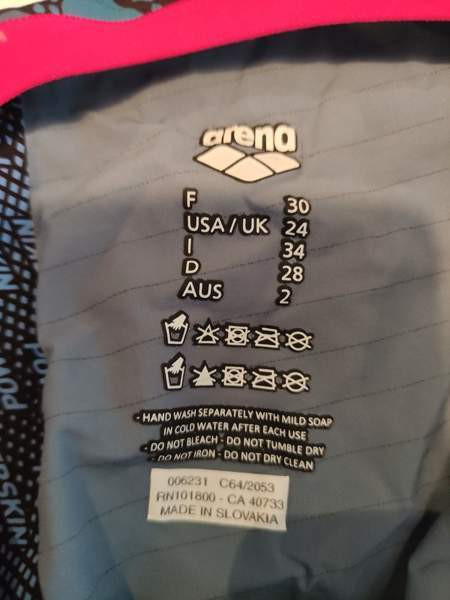 arena
F 30
USA / UK 24
I 34
D 28
AUS 2
- HAND WASH SEPARATELY WITH MILD SOAP
IN COLD WATER AFTER EACH USE
- DO NOT BLEACH - DO NOT TUMBLE DRY
- DO NOT IRON - DO NOT DRY CLEAN
006231 C64/2053
RN101800 - CA 40733
MADE IN SLOVAKIA